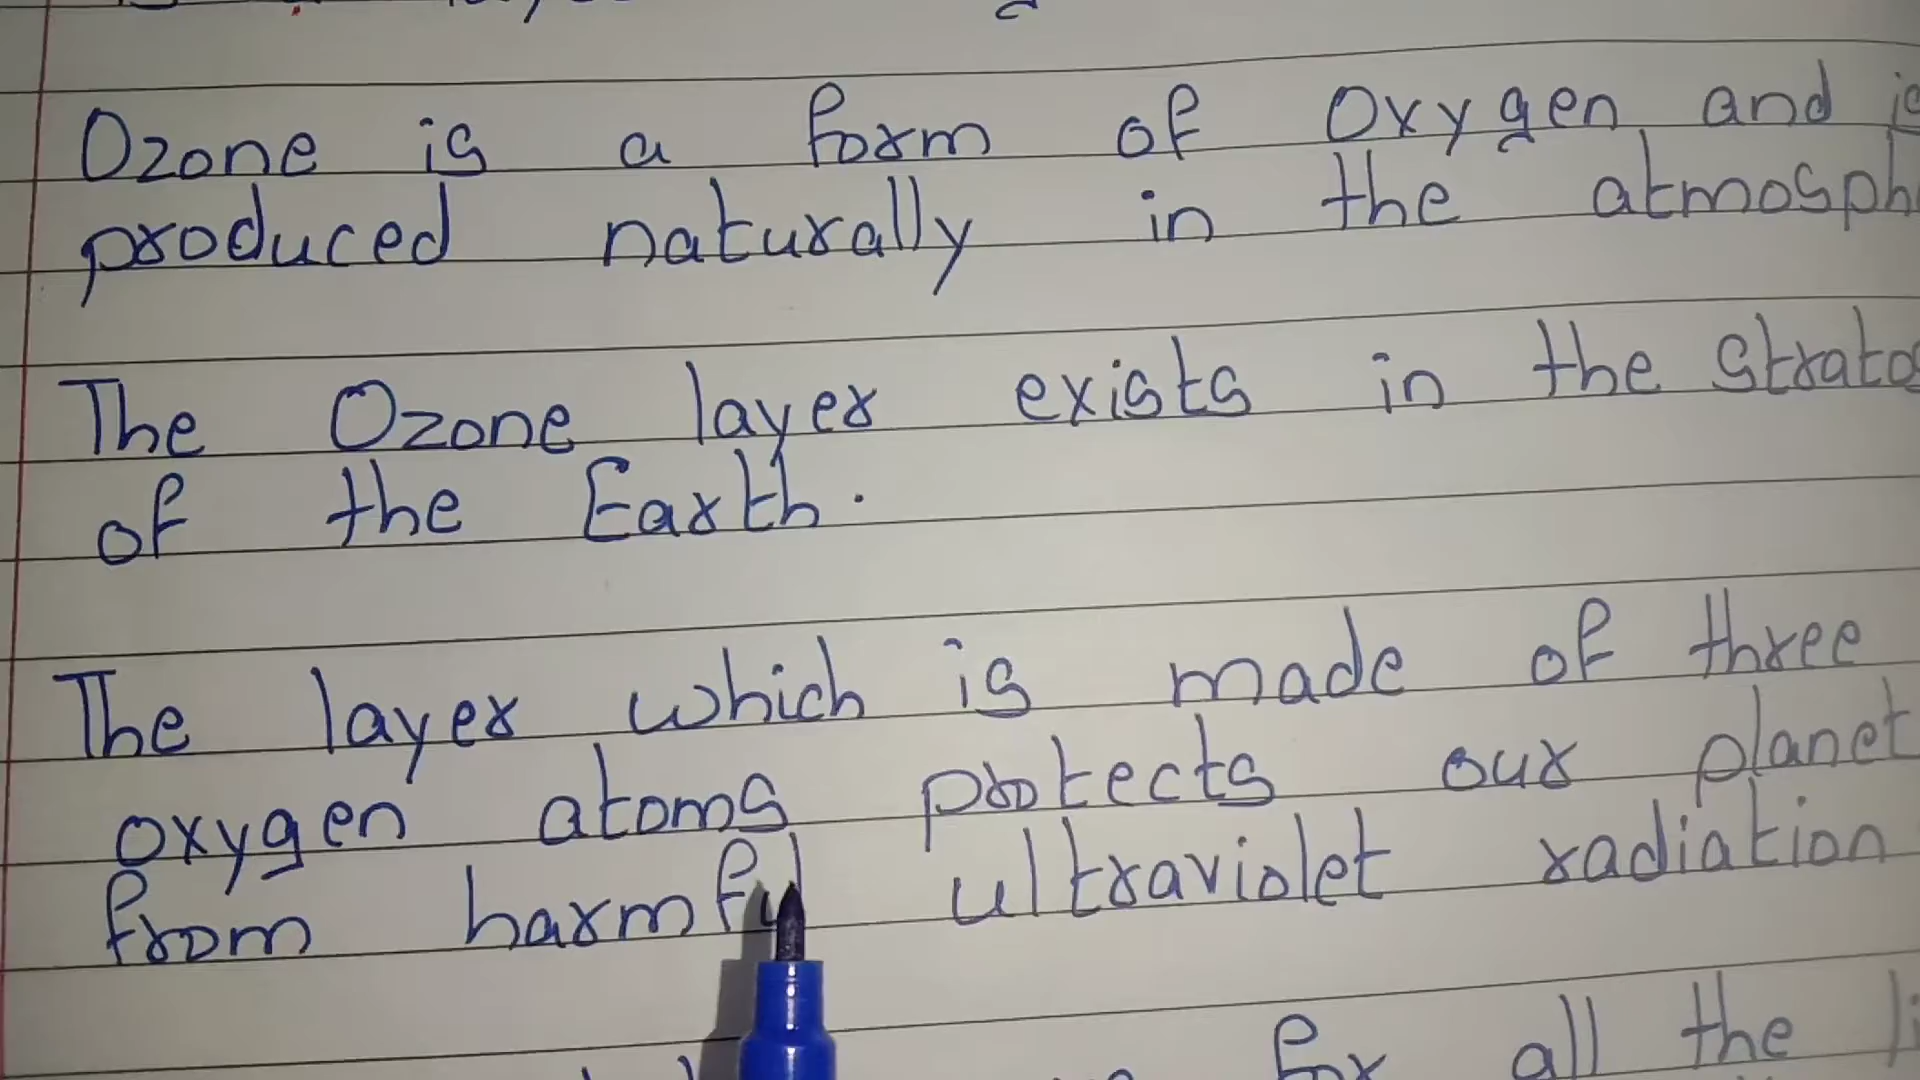 Ozone is a form of Oxygen and is
produced naturally in the atmosph
The Ozone layer exists in the Stratos
of the Earth.
The layer which is made of three
oxygen atoms protects our planet
from harmful ultraviolet radiation
for all the